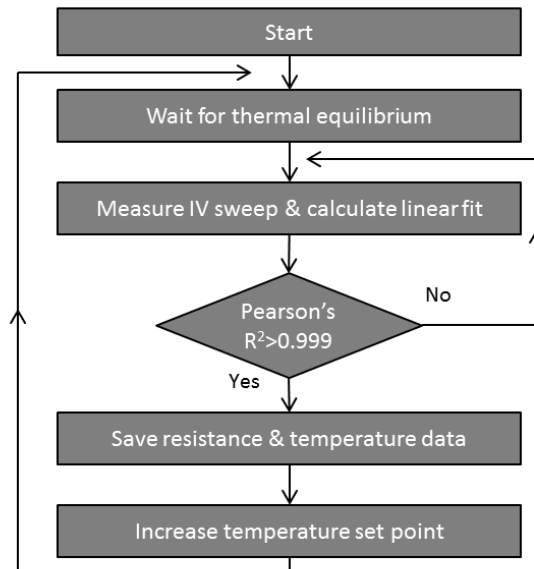 Start
Wait for thermal equilibrium
Measure IV sweep & calculate linear fit
Pearson’s
R²>0.999
No
Yes
Save resistance & temperature data
Increase temperature set point